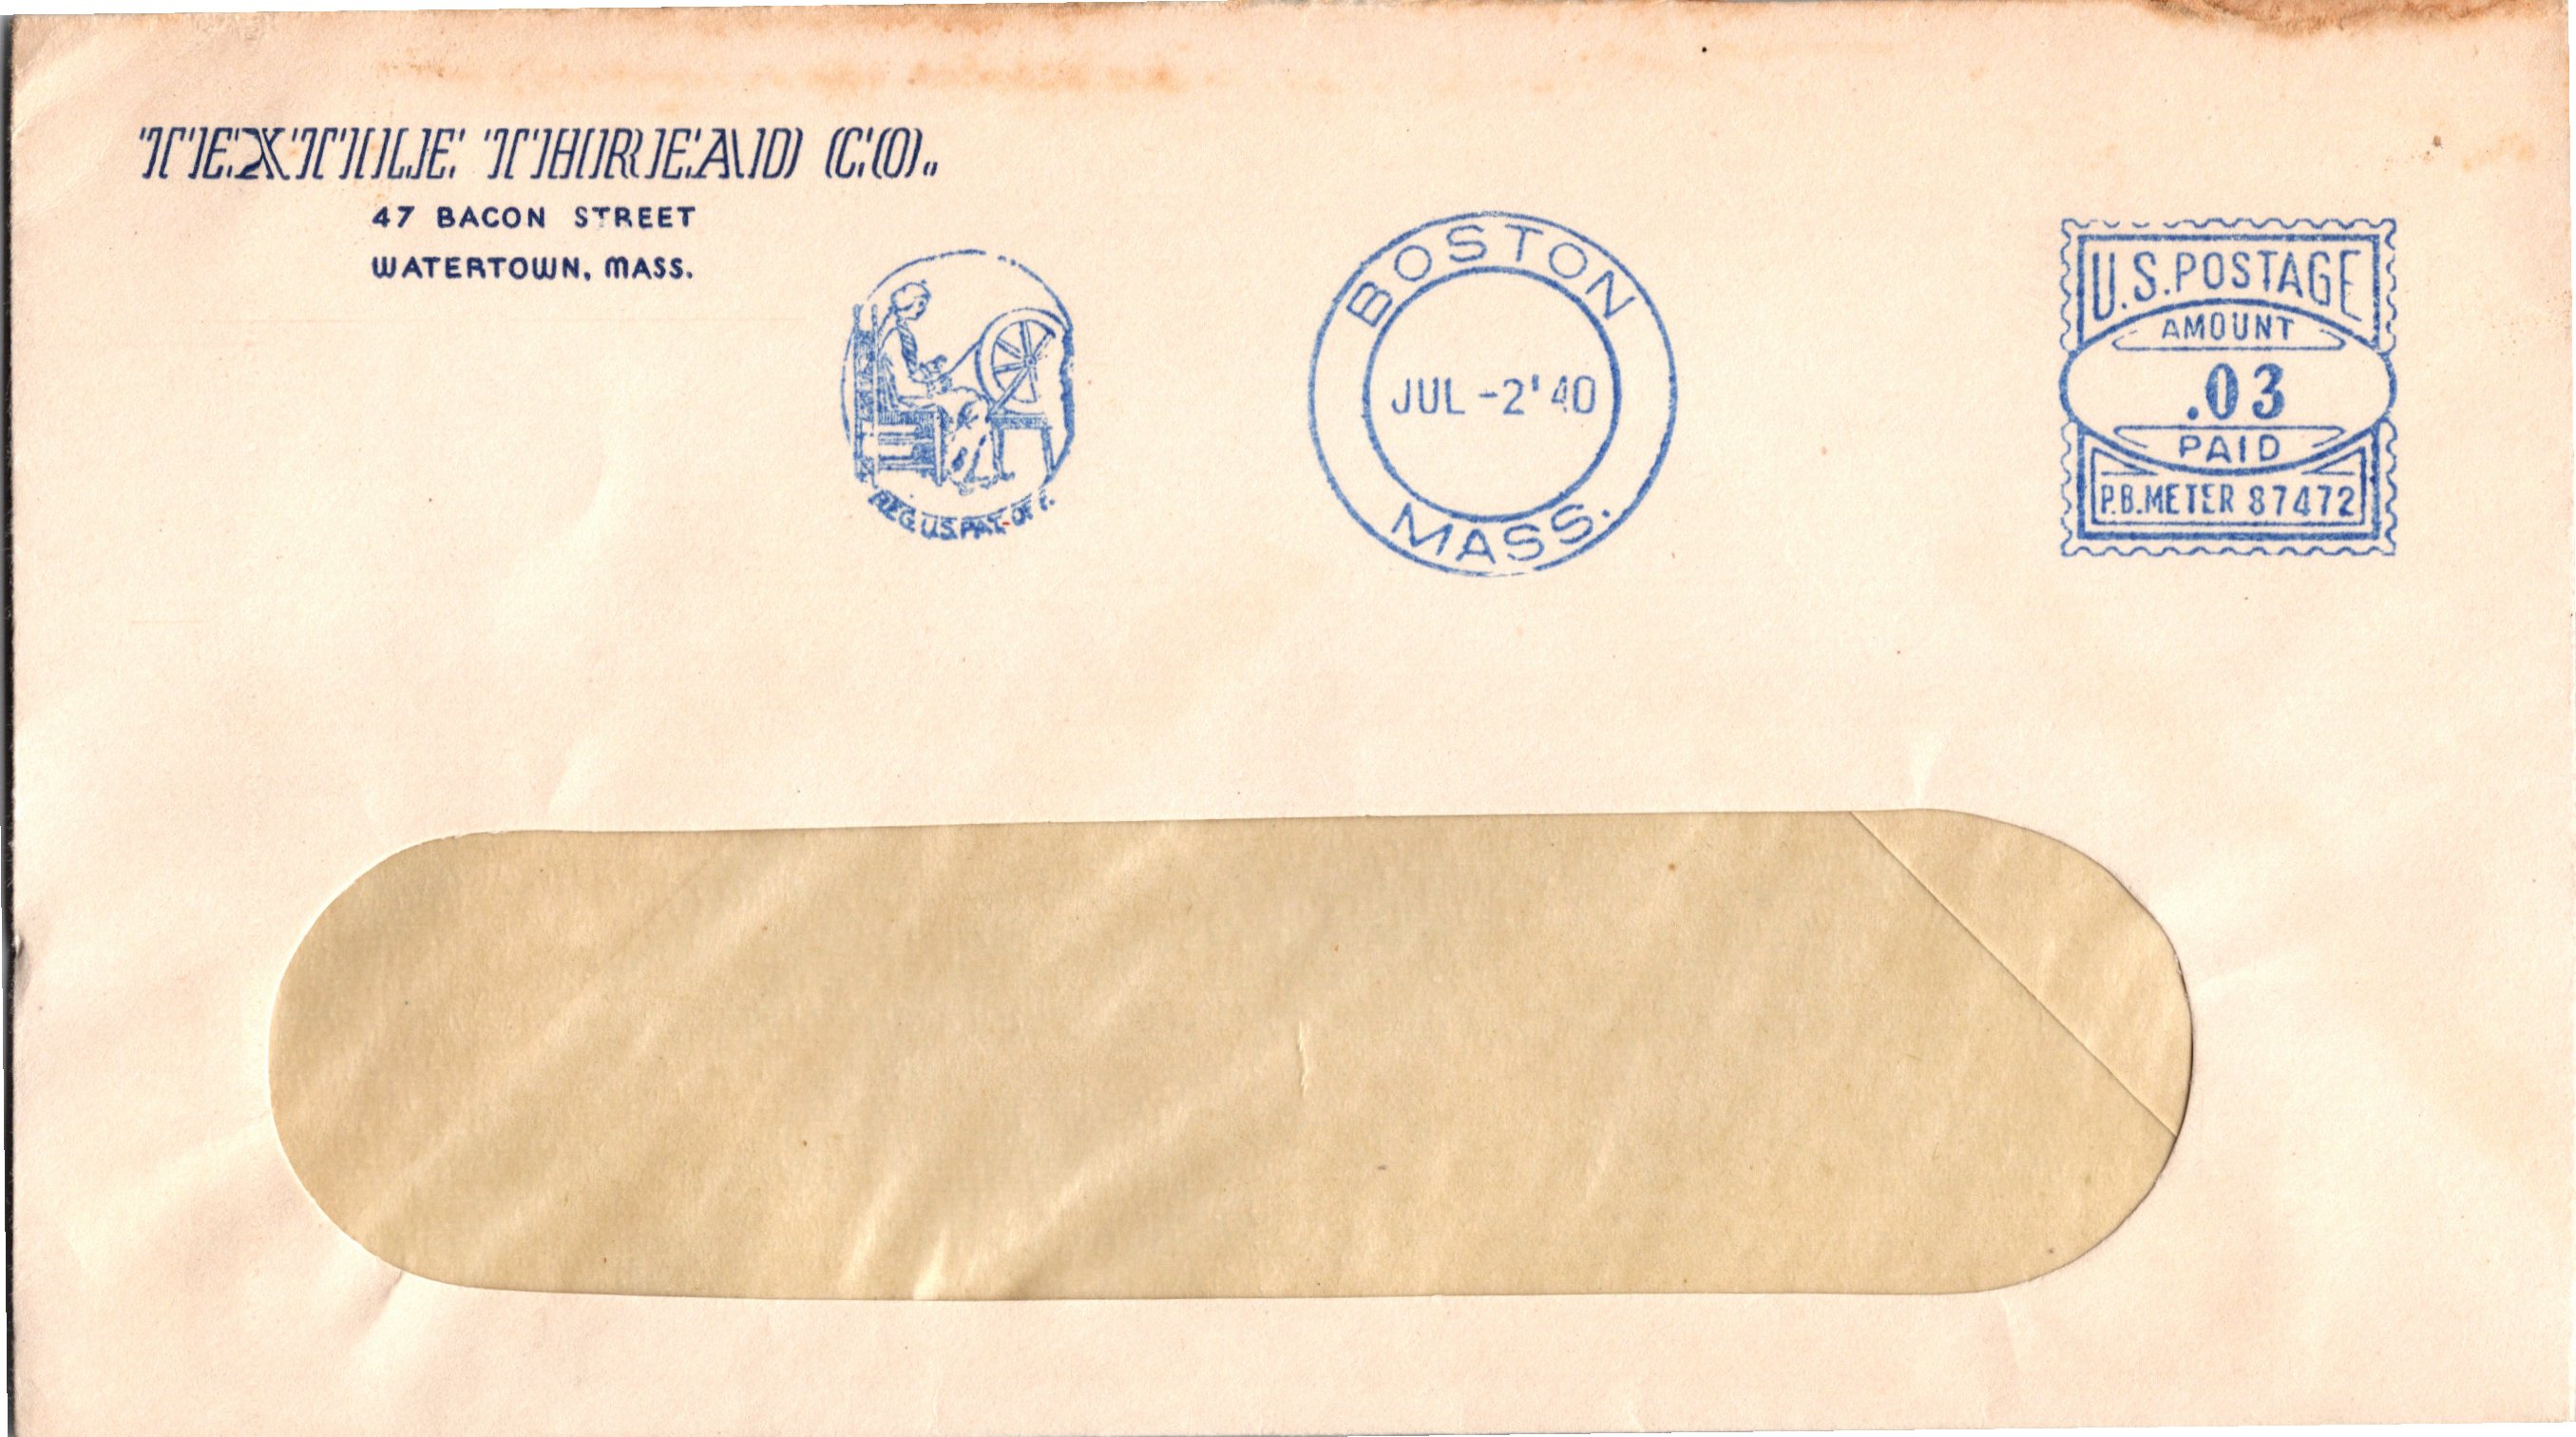 TEXTILE THREAD CO.
47 BACON STREET
WATERTOWN, MASS.
REG. U.S. PAT. OFF.
BOSTON
JUL -2'40
MASS.
U.S. POSTAGE
AMOUNT
.03
PAID
P.B. METER 87472